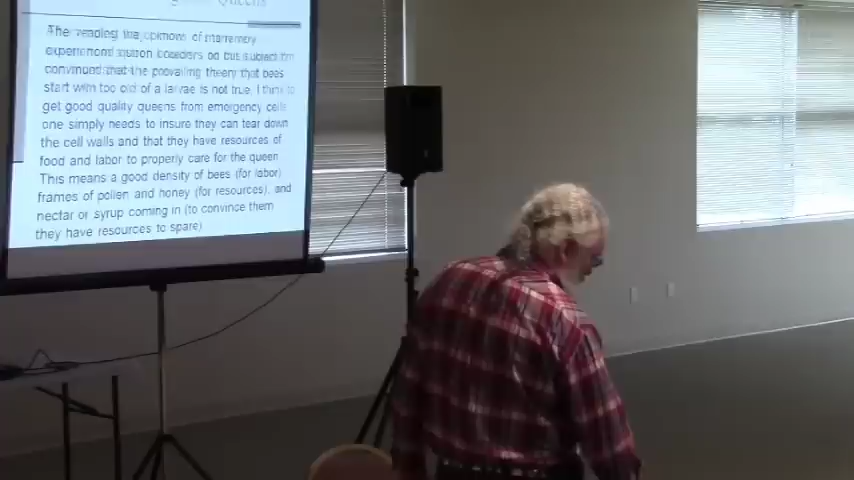 Queens
convinced that the prevailing theory that bees
start with too old of a larvae is not true. I think to
get good quality queens from emergency cells
one simply needs to insure they can tear down
the cell walls and that they have resources of
food and labor to properly care for the queen
This means a good density of bees (for labor)
frames of pollen and honey (for resources), and
nectar or syrup coming in (to convince them
they have resources to spare)